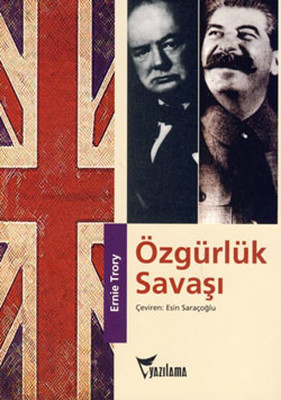 Ernie Trory
Özgürlük
Savaşı
Çeviren: Esin Saraçoğlu
yazılama